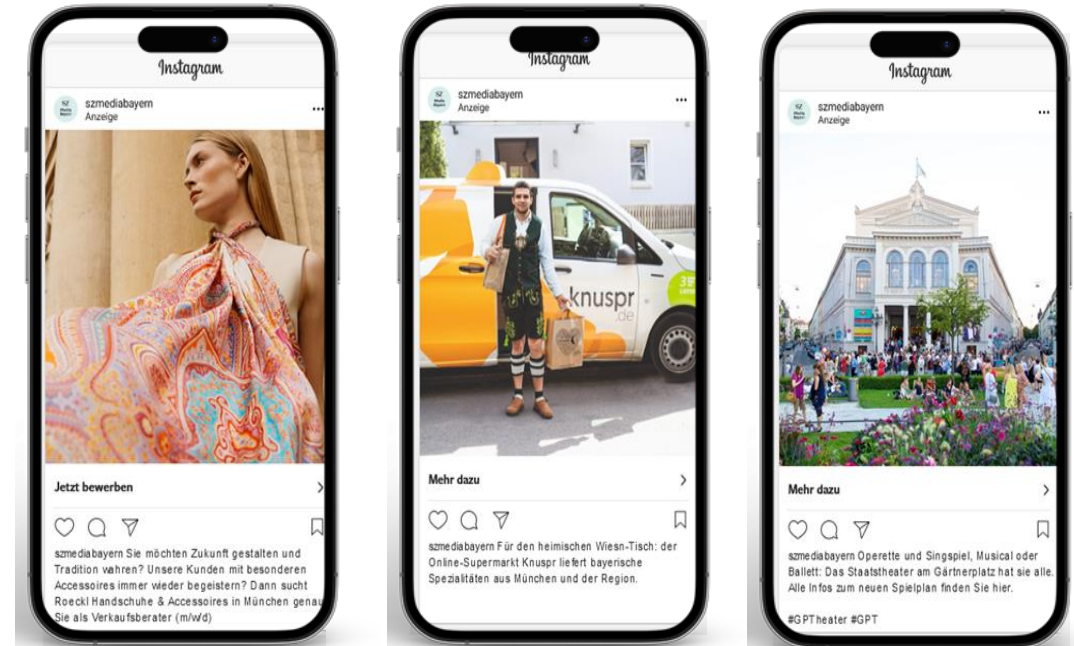 Instagram
szmediabayern
Anzeige
Jetzt bewerben
szmediabayern Sie möchten Zukunft gestalten und
Tradition wahren? Unsere Kunden mit besonderen
Accessoires immer wieder begeistern? Dann sucht
Roeckl Handschuhe & Accessoires in München genau
Sie als Verkaufsberater (m/w/d)
Instagram
szmediabayern
Anzeige
knuspr
.de
Mehr dazu
szmediabayern Für den heimischen Wiesn-Tisch: der
Online-Supermarkt Knuspr liefert bayerische
Spezialitäten aus München und der Region.
Instagram
szmediabayern
Anzeige
Mehr dazu
szmediabayern Operette und Singspiel, Musical oder
Ballett: Das Staatstheater am Gärtnerplatz hat sie alle.
Alle Infos zum neuen Spielplan finden Sie hier.
#GPTheater #GPT